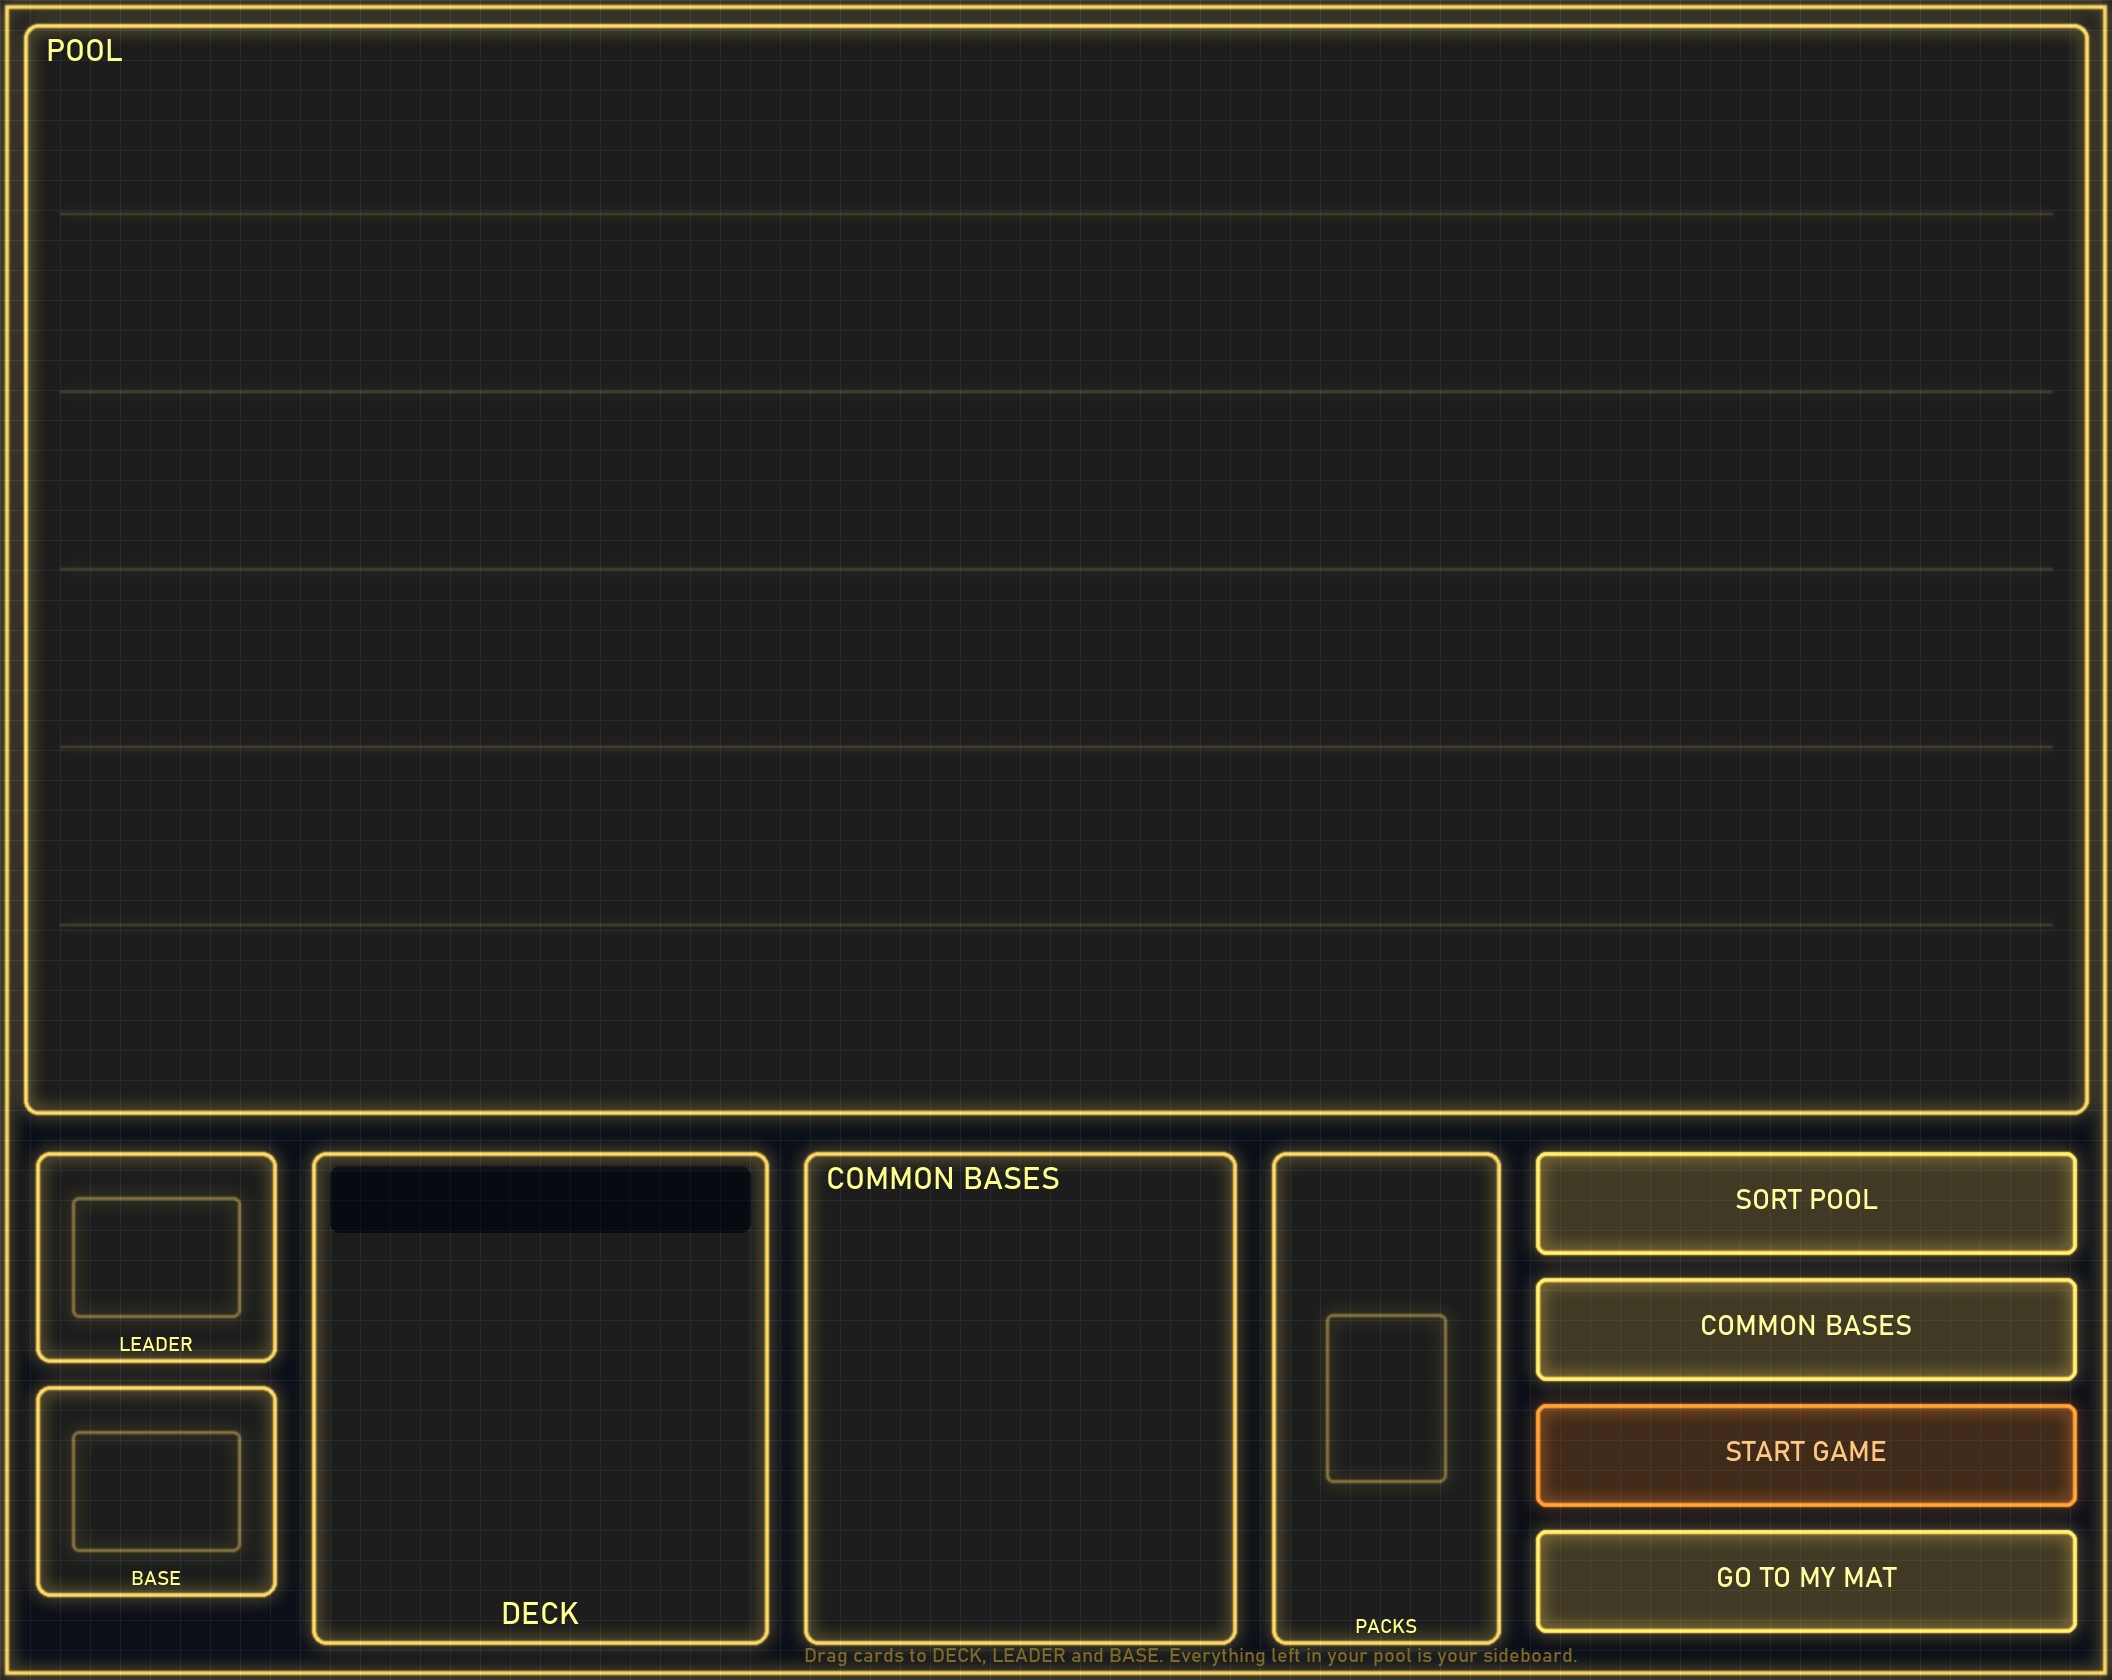 POOL
COMMON BASES
SORT POOL
COMMON BASES
LEADER
START GAME
BASE
GO TO MY MAT
DECK
PACKS
Drag cards to DECK, LEADER and BASE. Everything left in your pool is your sideboard.